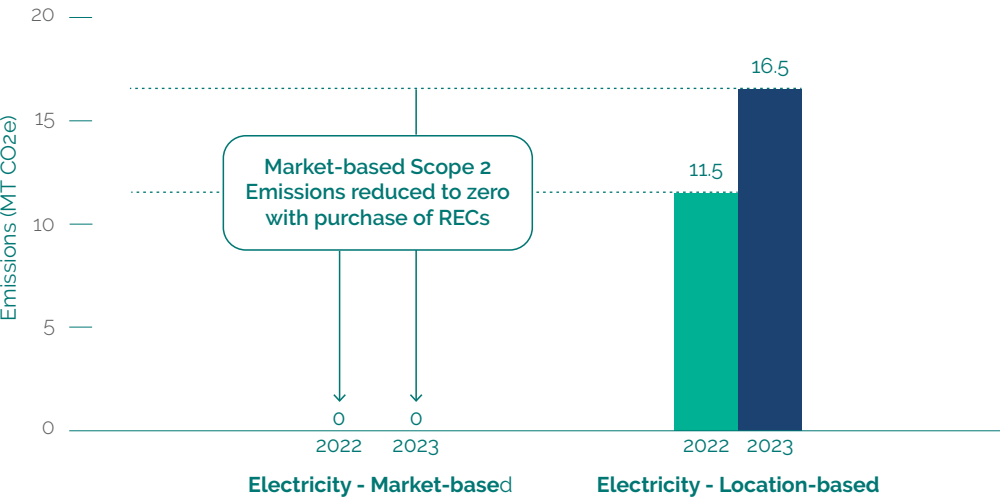 Emissions (MT CO2e)
20
15
10
5
0
Market-based Scope 2
Emissions reduced to zero
with purchase of RECs
0
0
2022
2023
Electricity - Market-based
11.5
16.5
2022
2023
Electricity - Location-based